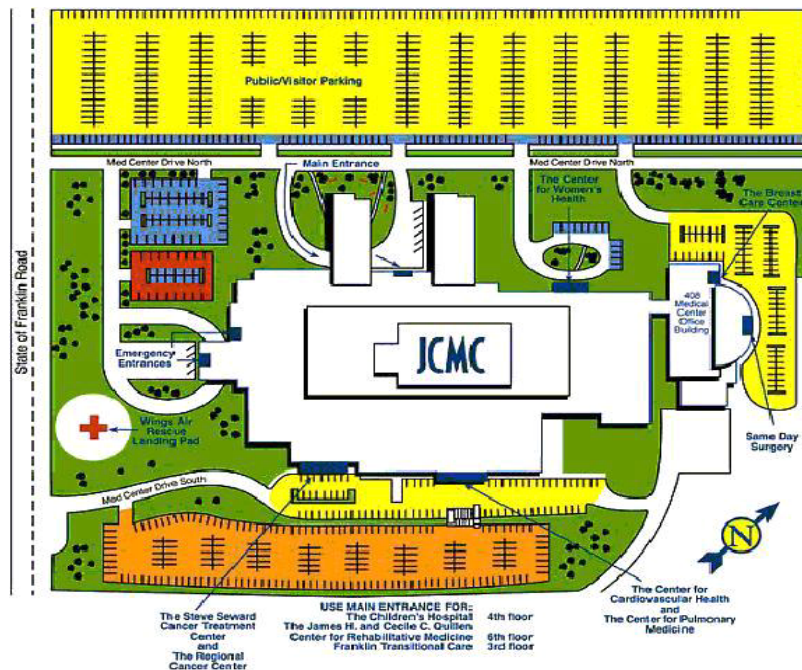 Public/Visitor Parking
Med Center Drive North
Main Entrance
Med Center Drive North
The Center
for Women's
Health
The Breast
Care Center
State of Franklin Road
408
Medical
Center
Office
Building
JCMC
Emergency
Entrances
Wings Air
Rescue
Landing Pad
Same Day
Surgery
Med Center Drive South
N
The Steve Seward
Cancer Treatment
Center
and
The Regional
Cancer Center
USE MAIN ENTRANCE FOR:
The Children's Hospital 4th floor
The James H. and Cecile C. Quillen
Center for Rehabilitative Medicine 6th floor
Franklin Transitional Care 3rd floor
The Center for
Cardiovascular Health
and
The Center for Pulmonary
Medicine